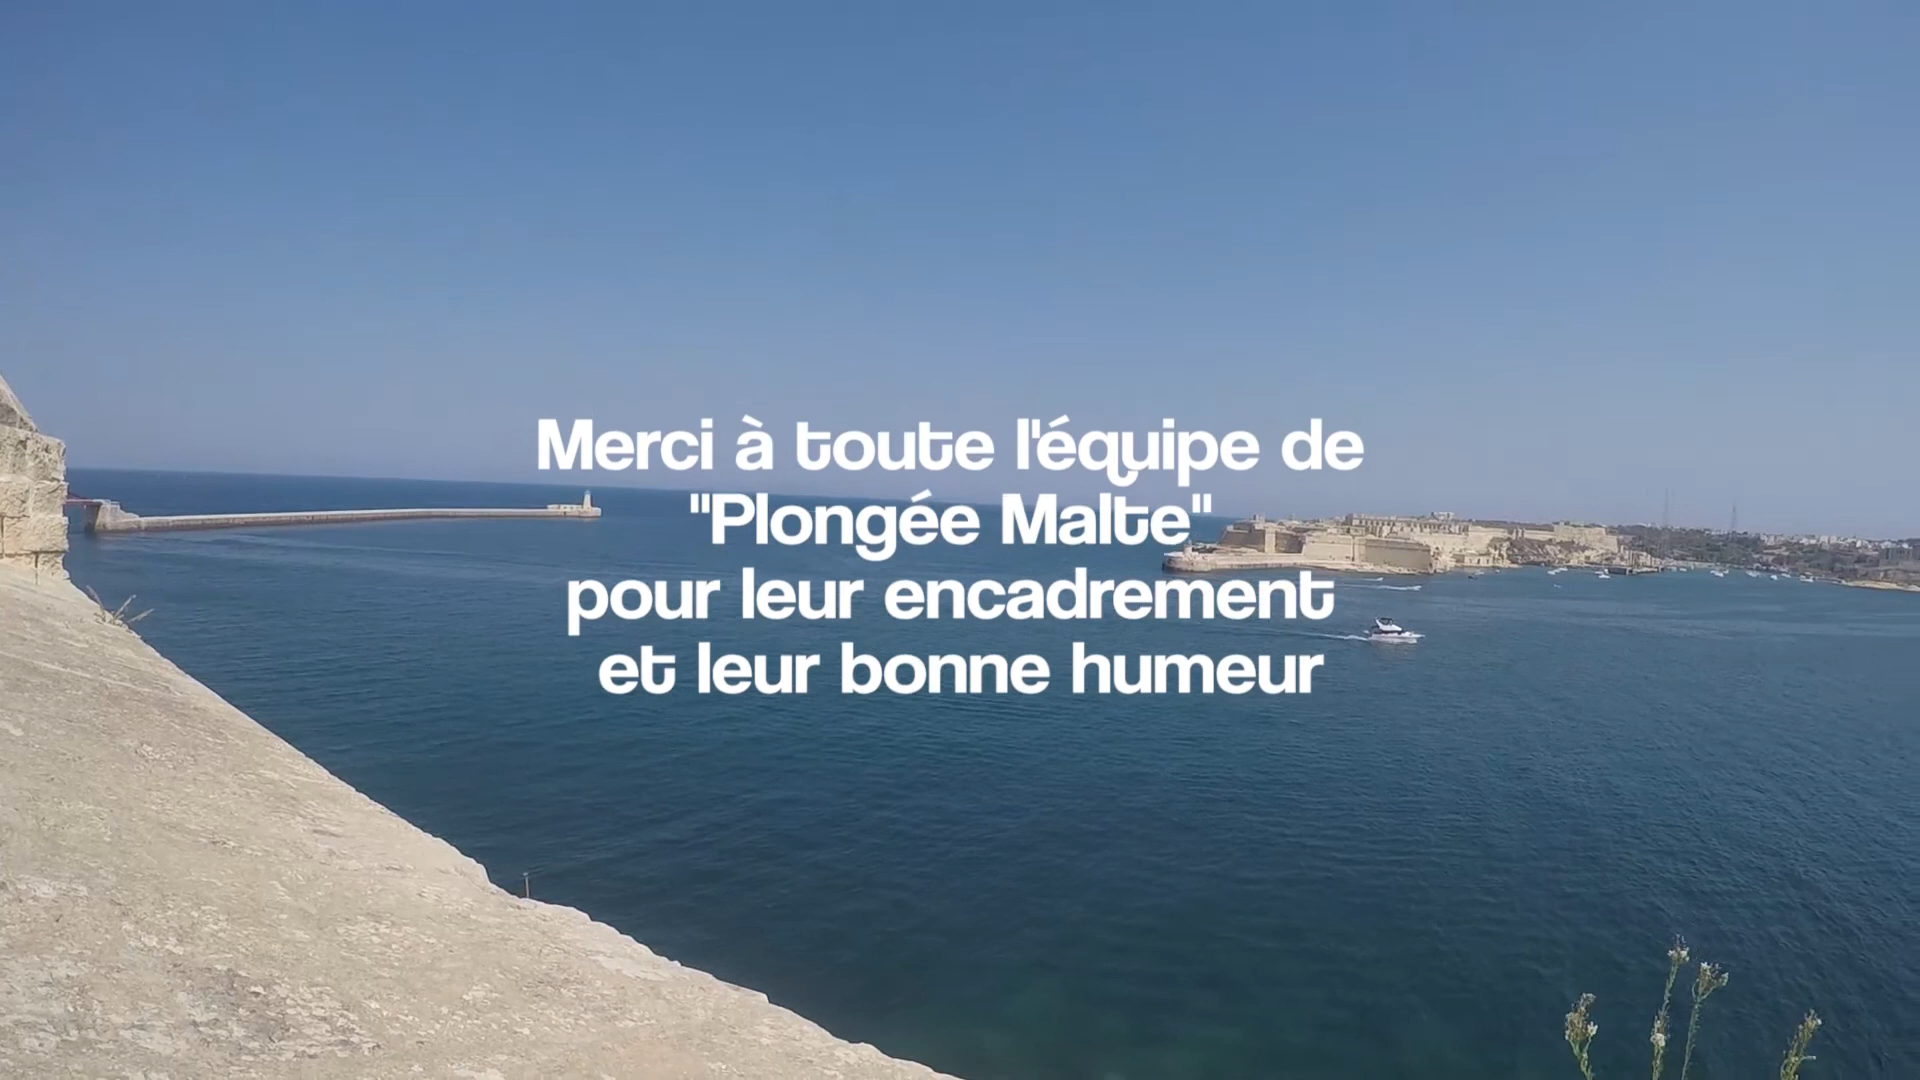 Merci à toute l'équipe de
"Plongée Malte"
pour leur encadrement
et leur bonne humeur